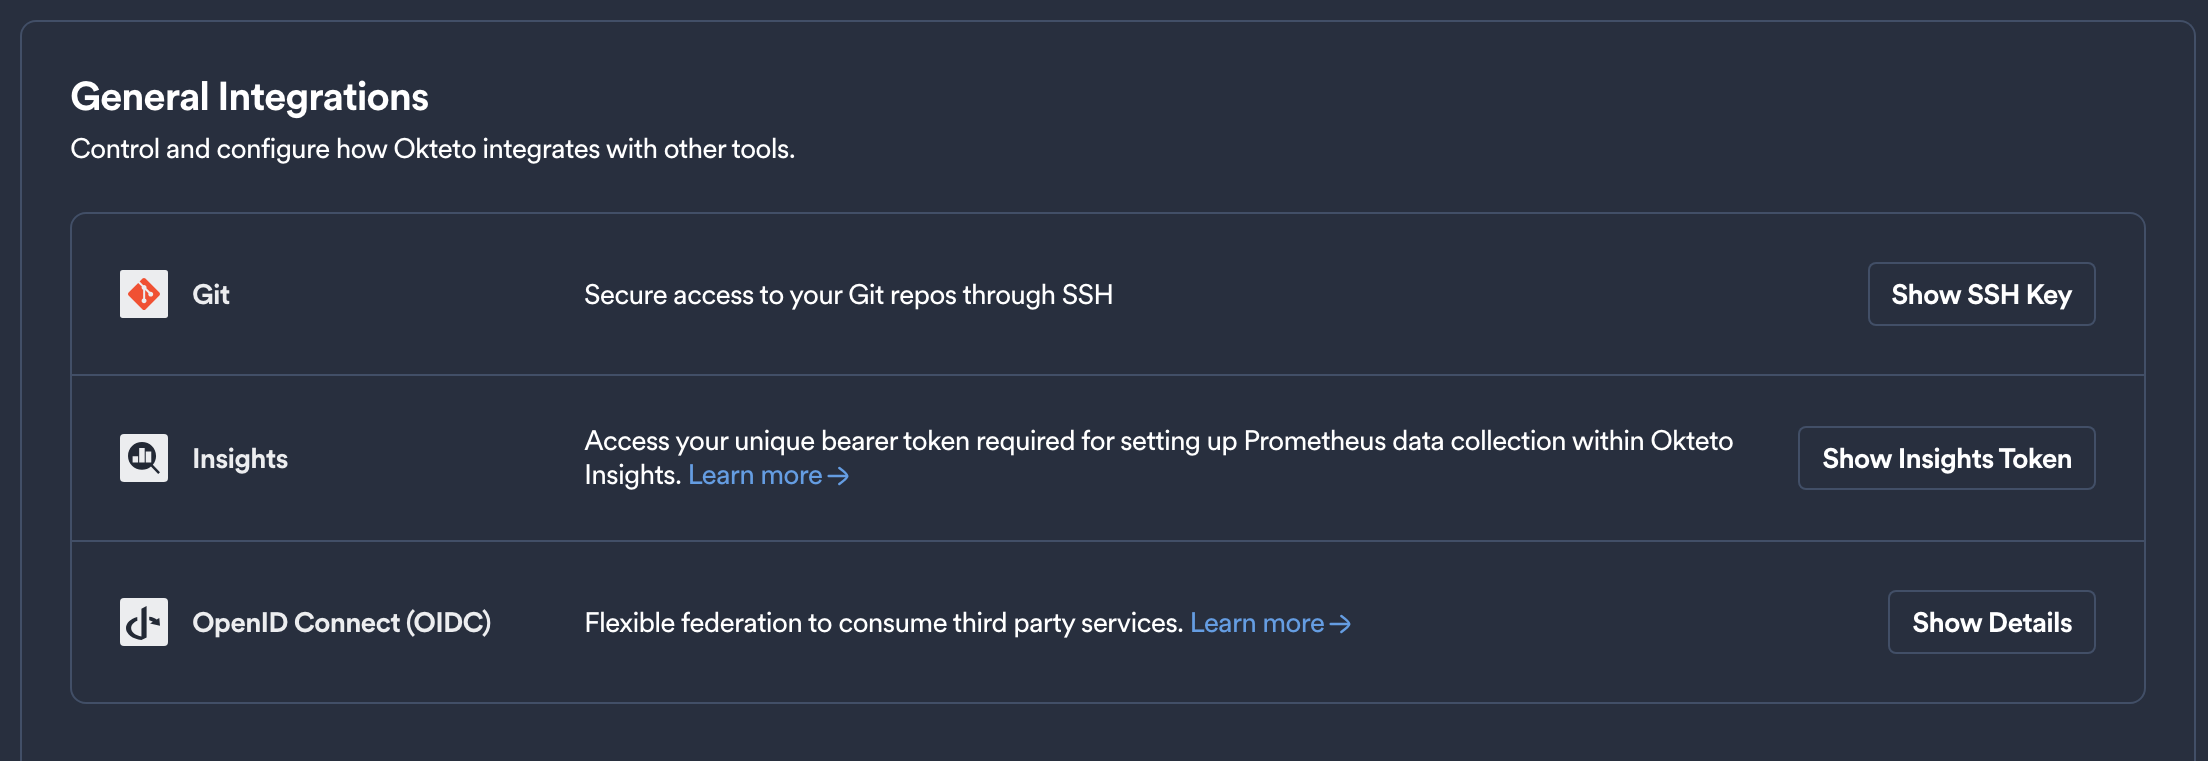 General Integrations
Control and configure how Okteto integrates with other tools.
Git
Secure access to your Git repos through SSH
Show SSH Key
Insights
Access your unique bearer token required for setting up Prometheus data collection within Okteto
Insights. Learn more →
Show Insights Token
OpenID Connect (OIDC)
Flexible federation to consume third party services. Learn more →
Show Details